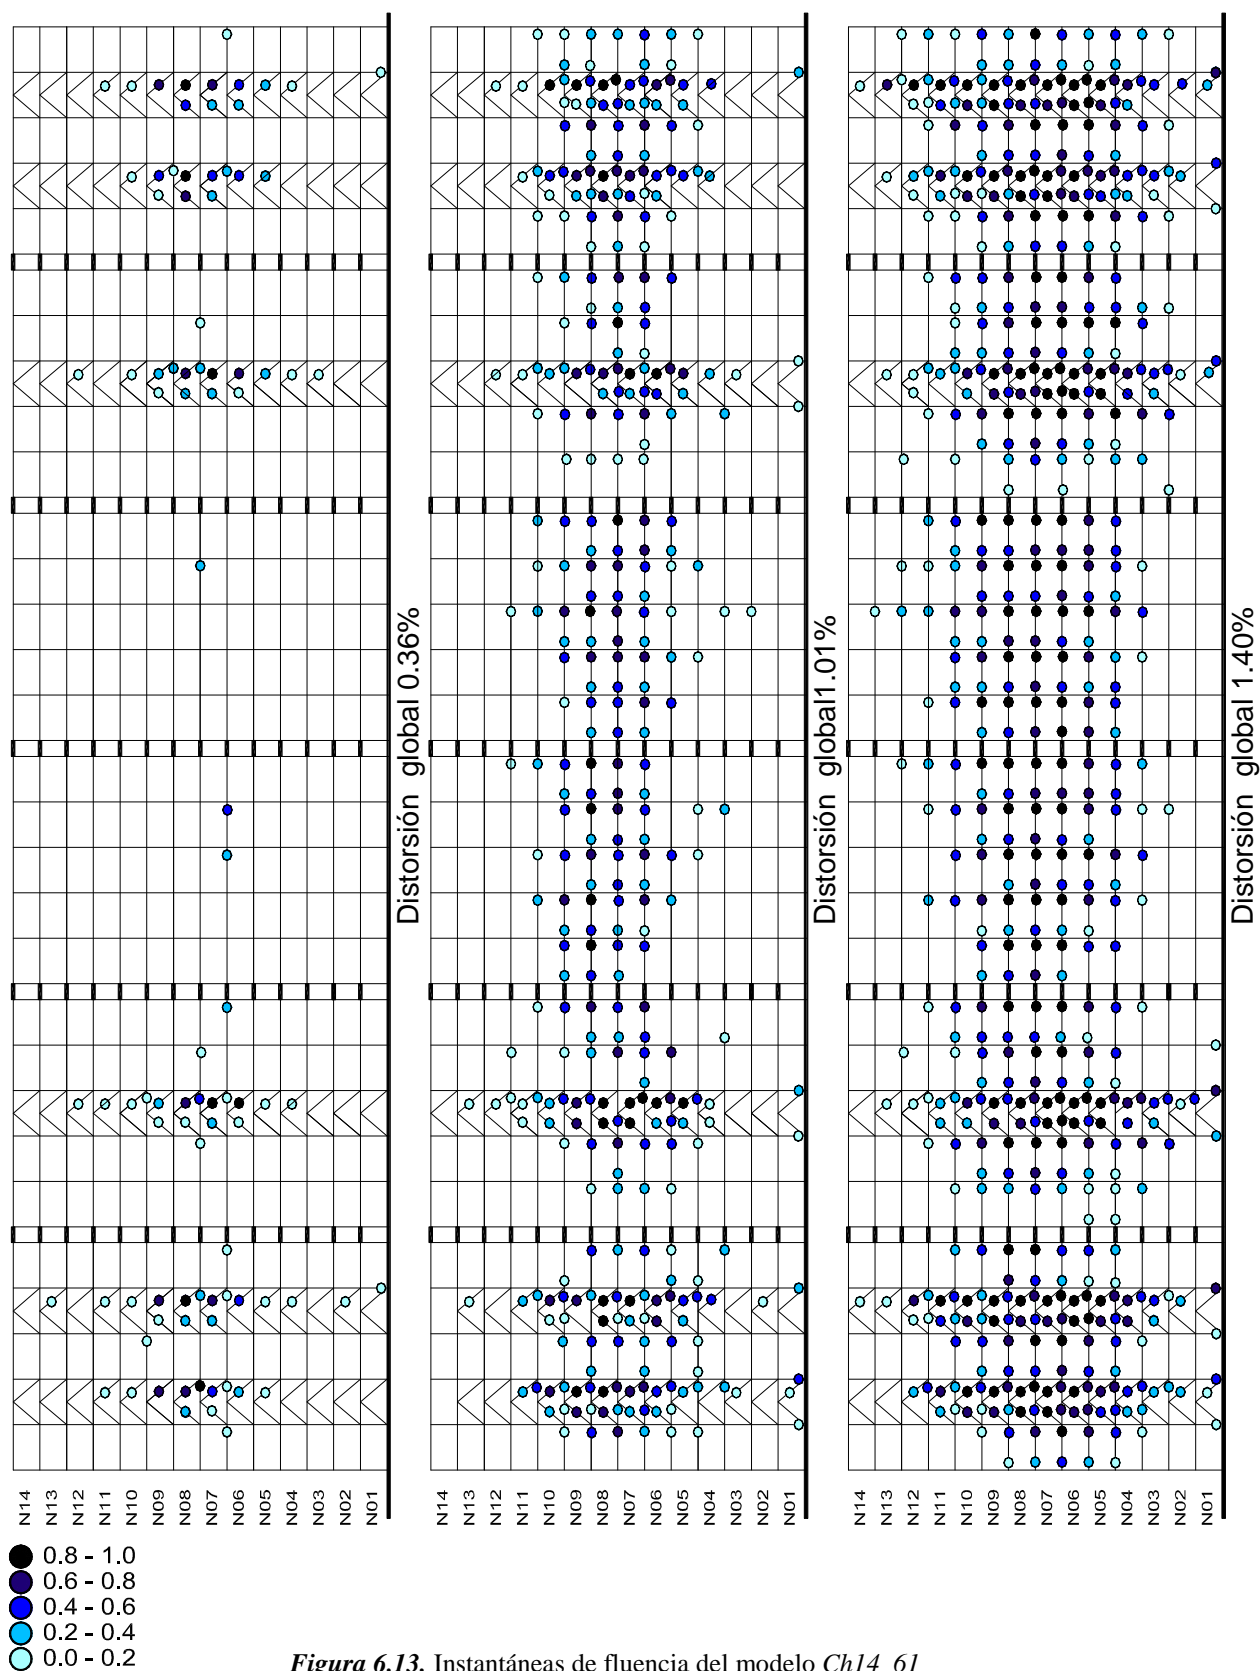 Distorsión global 0.36%
Distorsión global1.01%
Distorsión global 1.40%
N14 N13 N12 N11 N10 N09 N08 N07 N06 N05 N04 N03 N02 N01
N14 N13 N12 N11 N10 N09 N08 N07 N06 N05 N04 N03 N02 N01
N14 N13 N12 N11 N10 N09 N08 N07 N06 N05 N04 N03 N02 N01
0.8 - 1.0
0.6 - 0.8
0.4 - 0.6
0.2 - 0.4
0.0 - 0.2
Figura 6.13. Instantáneas de fluencia del modelo Ch14_61